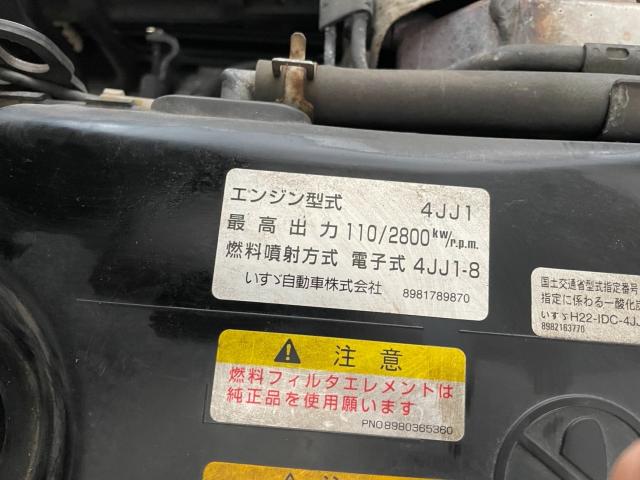 エンジン型式 4JJ1
最高出力 110/2800kw/r.p.m.
燃料噴射方式 電子式 4JJ1-8
いすゞ自動車株式会社 8981789870
国土交通省型式指定番号
指定に係わる一酸化炭
いすゞH22-IDC-4JJ
8982183770
注意
燃料フィルタエレメントは
純正品を使用願います
PNO8980365360